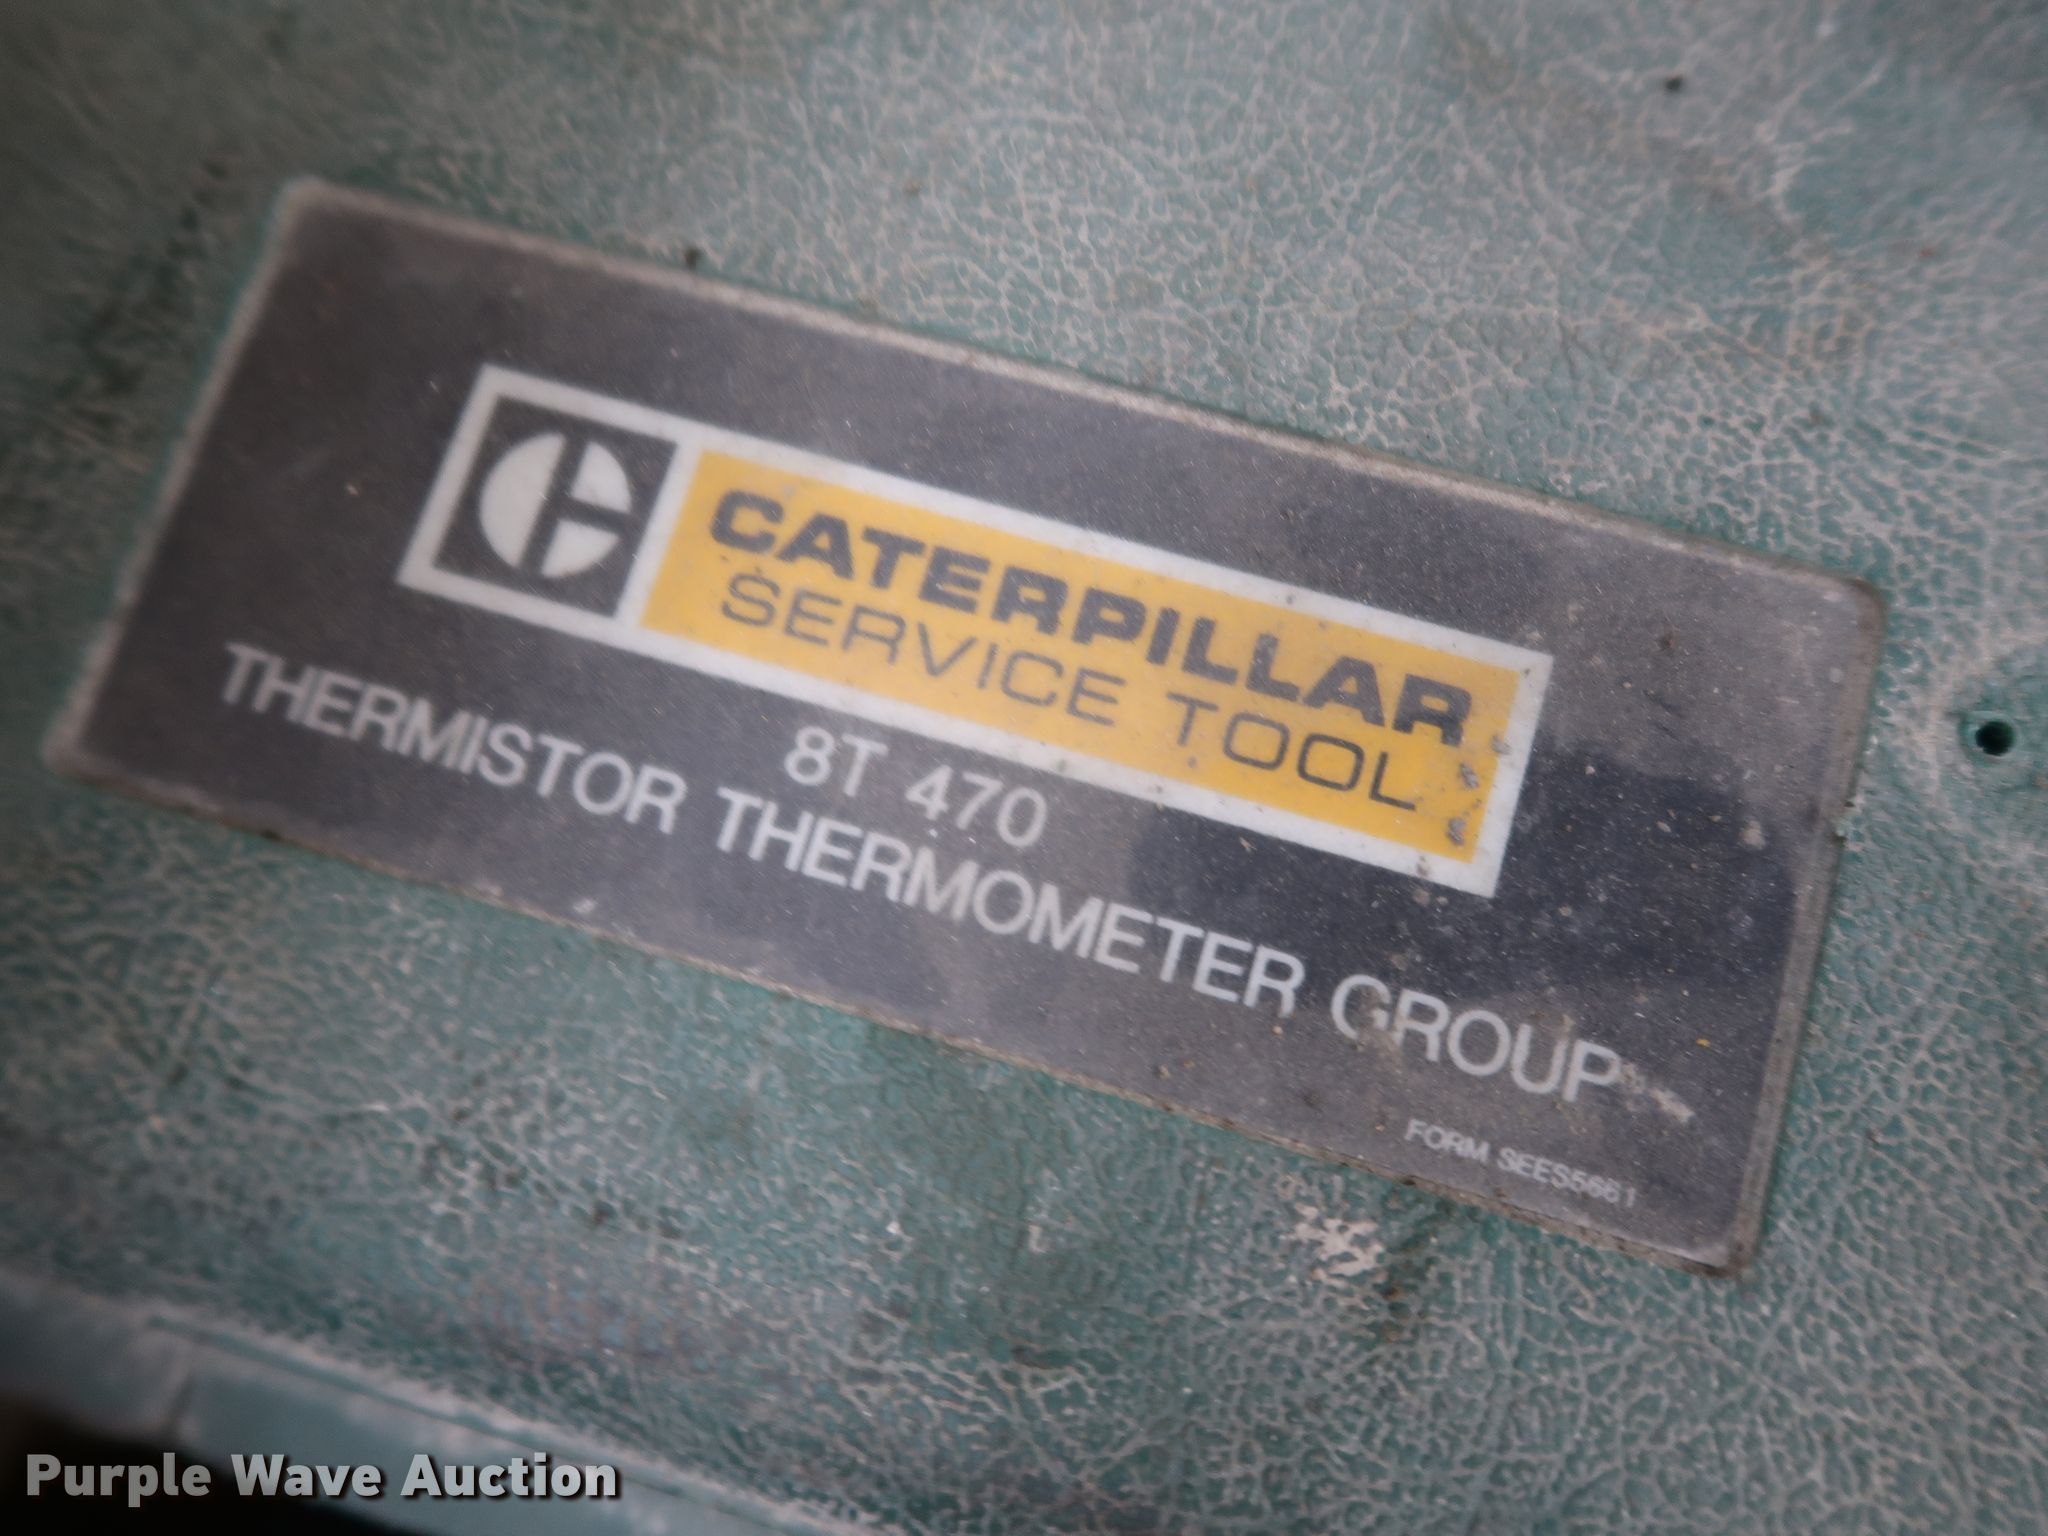 CATERPILLAR
SERVICE TOOL
8T 470
THERMISTOR THERMOMETER GROUP
FORM SEES5661
Purple Wave Auction